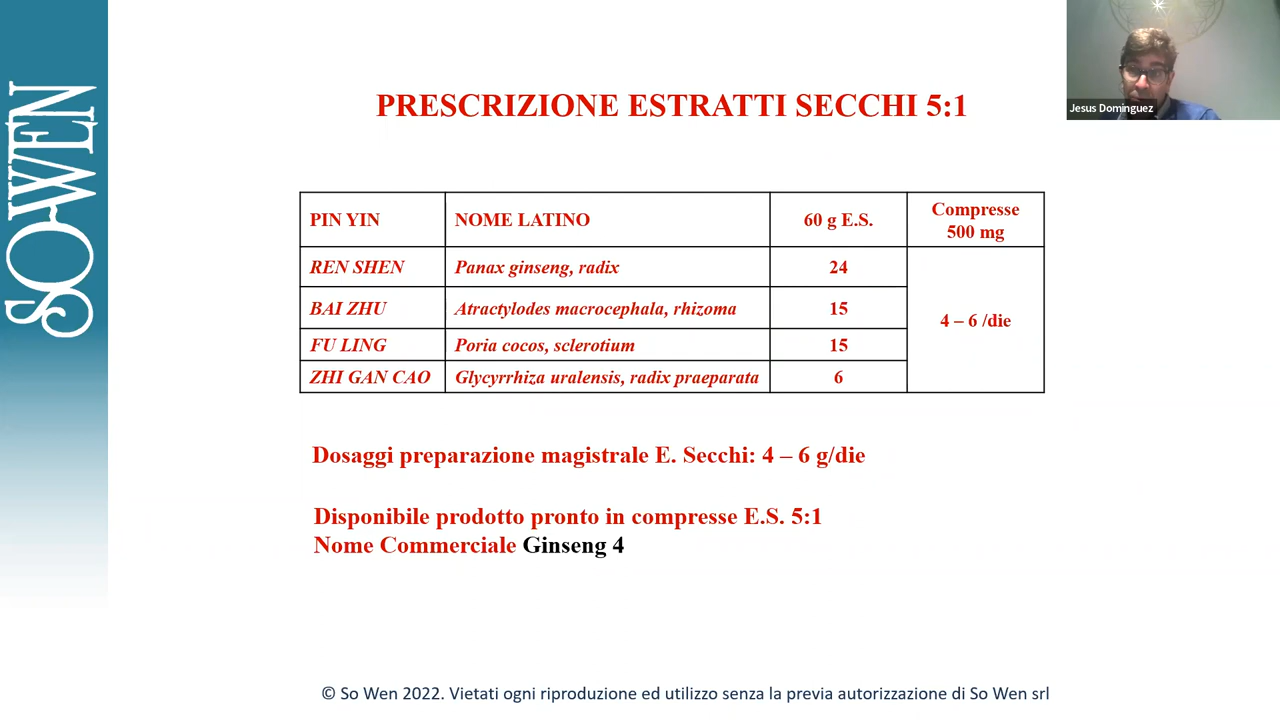 SO-WEN
Jesus Dominguez
PRESCRIZIONE ESTRATTI SECCHI 5:1
PIN YIN NOME LATINO 60 g E.S. Compresse 500 mg
REN SHEN Panax ginseng, radix 24
BAI ZHU Atractylodes macrocephala, rhizoma 15
4 – 6 /die
FU LING Poria cocos, sclerotium 15
ZHI GAN CAO Glycyrrhiza uralensis, radix praeparata 6
Dosaggi preparazione magistrale E. Secchi: 4 – 6 g/die
Disponibile prodotto pronto in compresse E.S. 5:1
Nome Commerciale Ginseng 4
© So Wen 2022. Vietati ogni riproduzione ed utilizzo senza la previa autorizzazione di So Wen srl